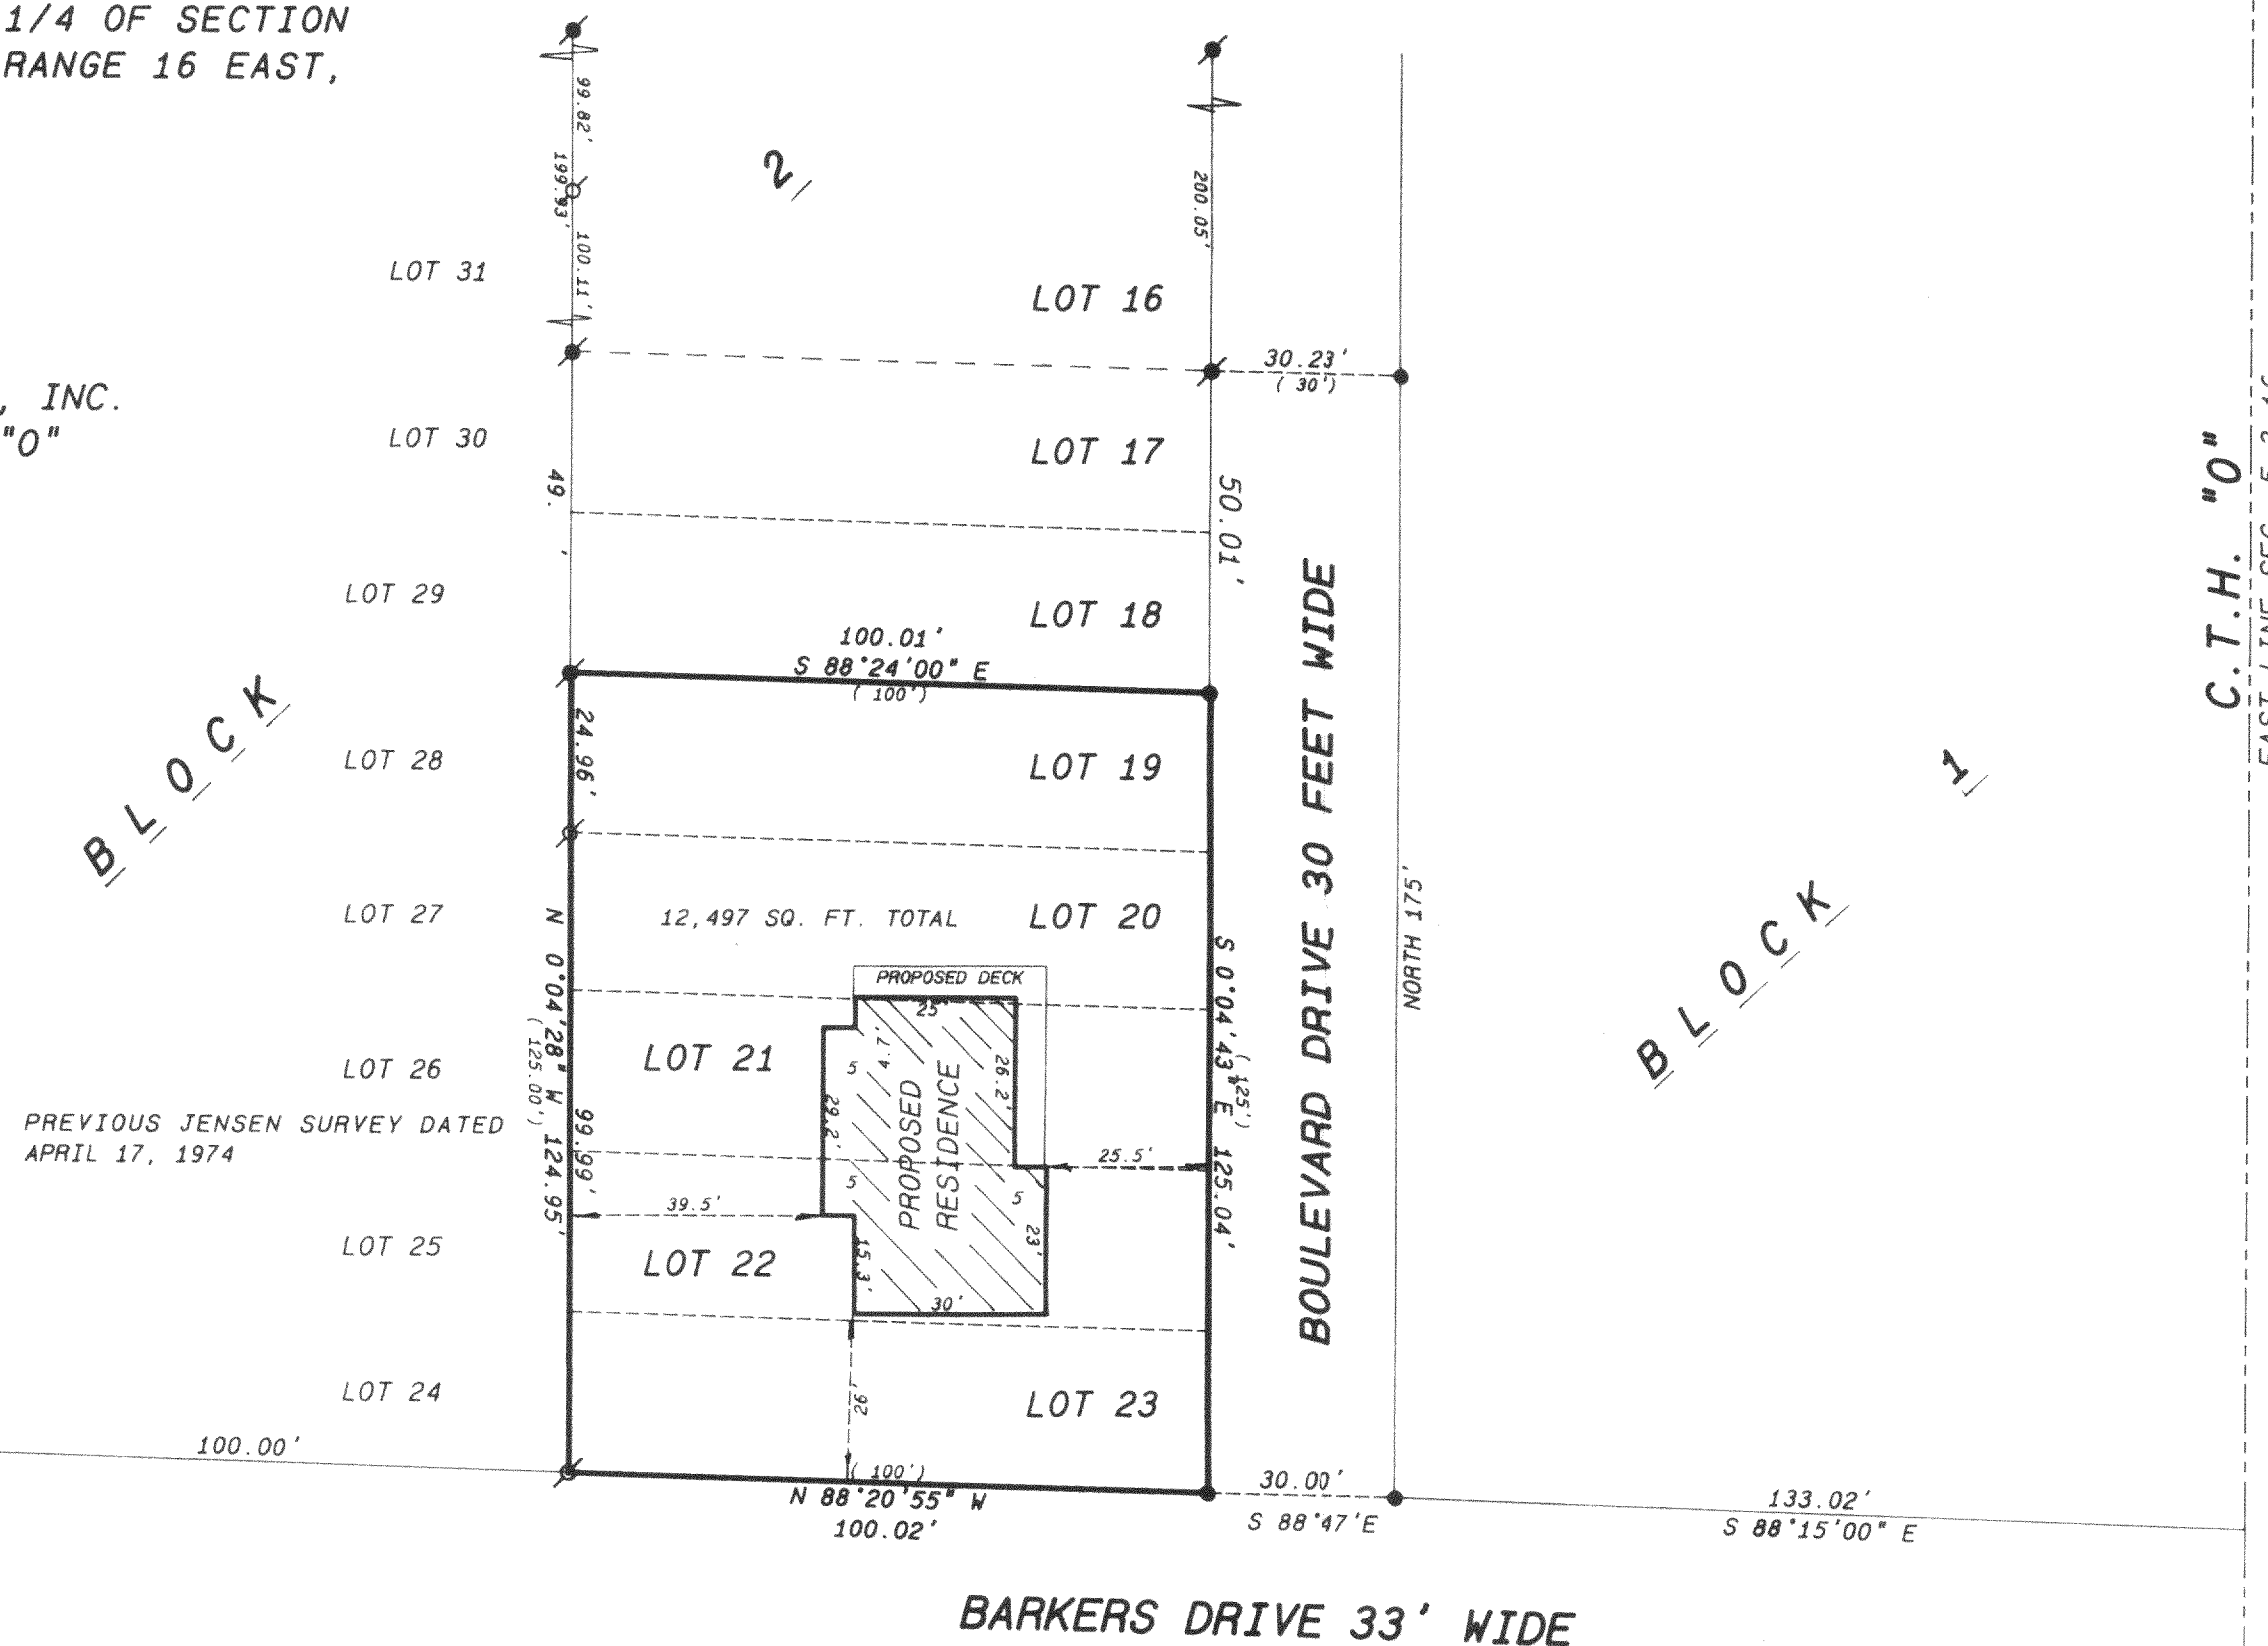 1/4 OF SECTION
RANGE 16 EAST,
, INC.
"O"
99.82'
199.93'
100.11'
200.05'
2
LOT 31
LOT 16
30.23'
( 30')
LOT 30
LOT 17
49.
'
50.01'
LOT 29
LOT 18
100.01'
S 88°24'00" E
( 100')
BLOCK
24.96'
LOT 28
LOT 19
LOT 27
12,497 SQ. FT. TOTAL
LOT 20
N 0°04'28" W 124.95'
( 125.00')
99.99'
PROPOSED DECK
25'
4.7'
5
26.2'
29.2'
PROPOSED
RESIDENCE
LOT 26
LOT 21
PREVIOUS JENSEN SURVEY DATED
APRIL 17, 1974
5
5
23'
15.3'
30'
25.5'
39.5'
LOT 25
LOT 22
S 0°04'43" E 125.04'
( 125')
BOULEVARD DRIVE 30 FEET WIDE
NORTH 175'
BLOCK
1
C.T.H. "O"
EAST LINE SEC.
LOT 24
LOT 23
26'
100.00'
( 100')
N 88°20'55" W
100.02'
30.00'
S 88°47'E
133.02'
S 88°15'00" E
BARKERS DRIVE 33' WIDE